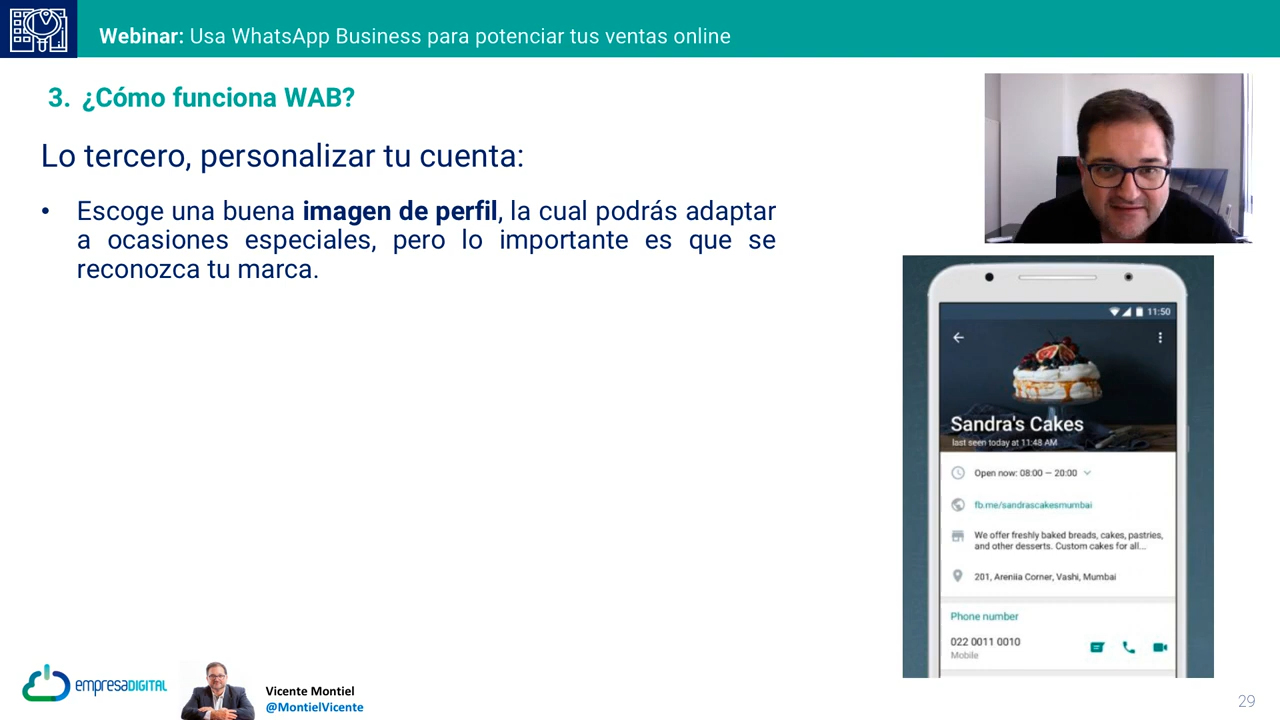 Webinar: Usa WhatsApp Business para potenciar tus ventas online
3. ¿Cómo funciona WAB?
Lo tercero, personalizar tu cuenta:
• Escoge una buena imagen de perfil, la cual podrás adaptar
a ocasiones especiales, pero lo importante es que se
reconozca tu marca.
11:50
Sandra's Cakes
last seen today at 11:48 AM
Open now: 08:00 – 20:00
fb.me/sandrascakesmumbai
We offer freshly baked breads, cakes, pastries,
and other desserts. Custom cakes for all...
201, Areniia Corner, Vashi, Mumbai
Phone number
022 0011 0010
Mobile
empresaDIGITAL
Vicente Montiel
@MontielVicente
29